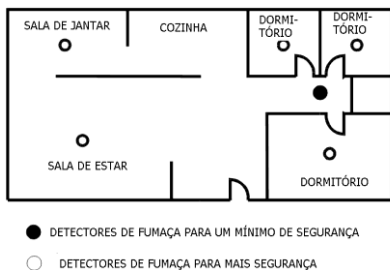 SALA DE JANTAR
COZINHA
DORMI-
TÓRIO
DORMI-
TÓRIO
SALA DE ESTAR
DORMITÓRIO
DETECTORES DE FUMAÇA PARA UM MÍNIMO DE SEGURANÇA
DETECTORES DE FUMAÇA PARA MAIS SEGURANÇA